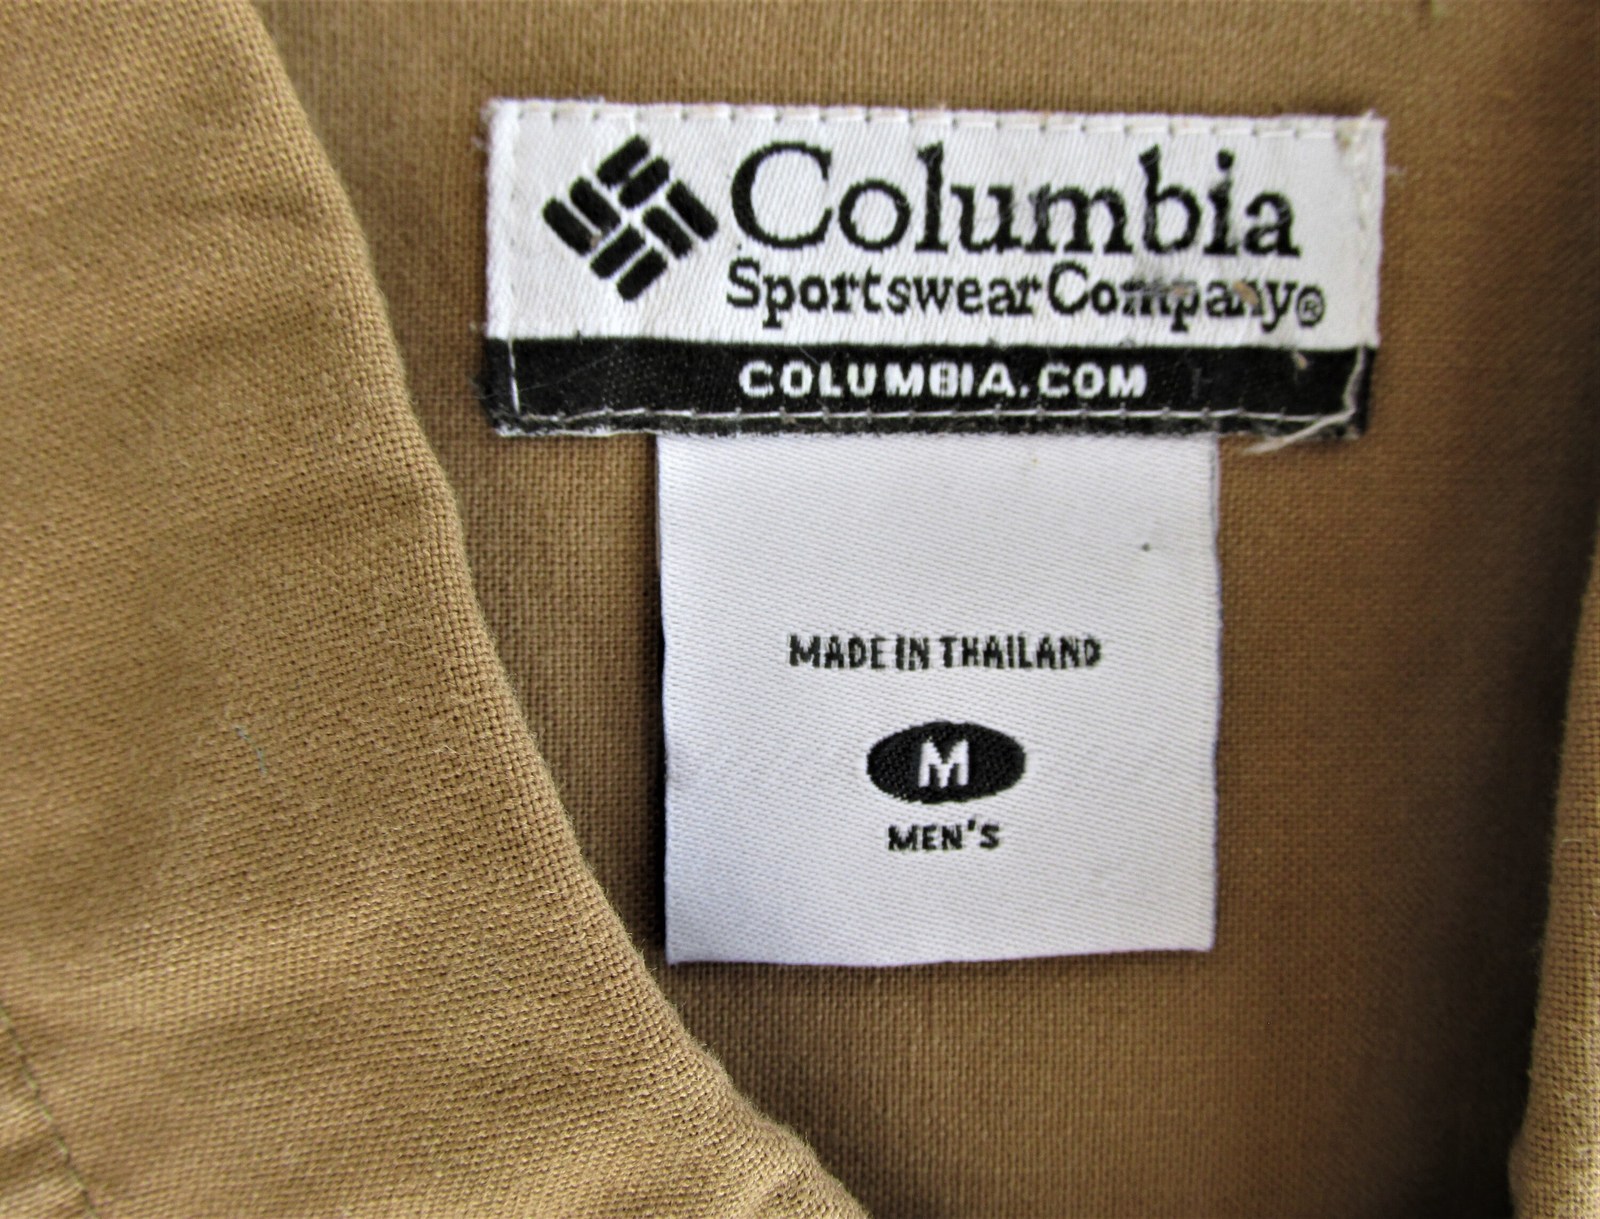 Columbia
Sportswear Company®
COLUMBIA.COM
MADE IN THAILAND
M
MEN'S